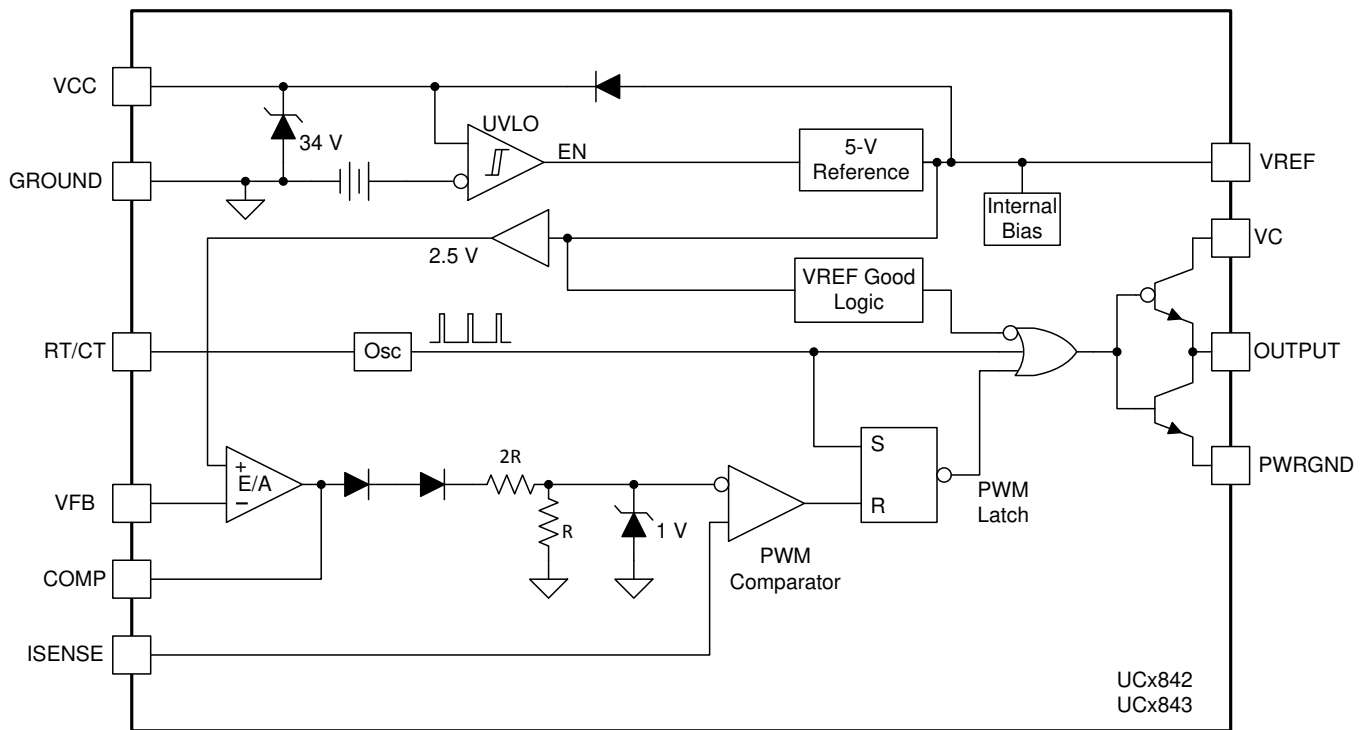 VCC
UVLO
34 V
EN
5-V
Reference
GROUND
VREF
Internal
Bias
VC
2.5 V
VREF Good
Logic
RT/CT
Osc
OUTPUT
S
2R
+
E/A
−
PWRGND
VFB
R
PWM
Latch
R
1 V
PWM
Comparator
COMP
ISENSE
UCx842
UCx843